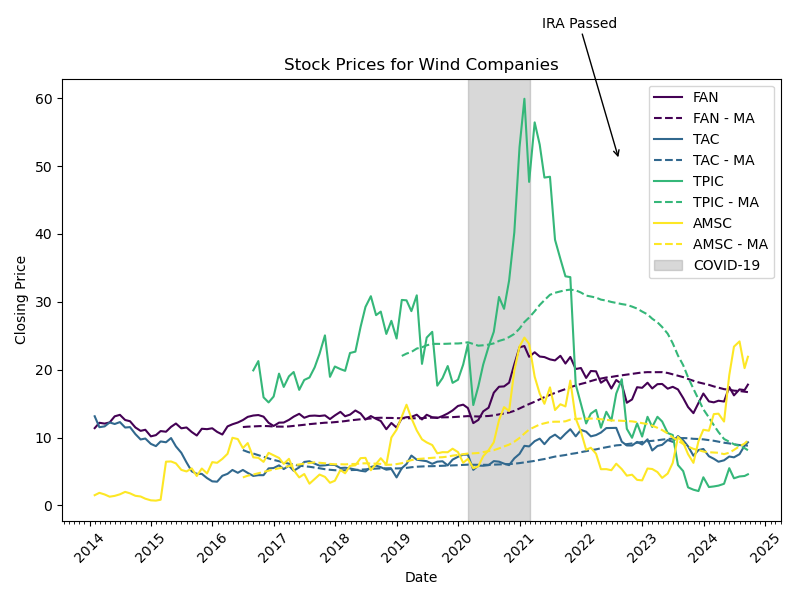 IRA Passed
Stock Prices for Wind Companies
Closing Price
60
50
40
30
20
10
0
FAN
FAN - MA
TAC
TAC - MA
TPIC
TPIC - MA
AMSC
AMSC - MA
COVID-19
2014
2015
2016
2017
2018
2019
2020
2021
2022
2023
2024
2025
Date